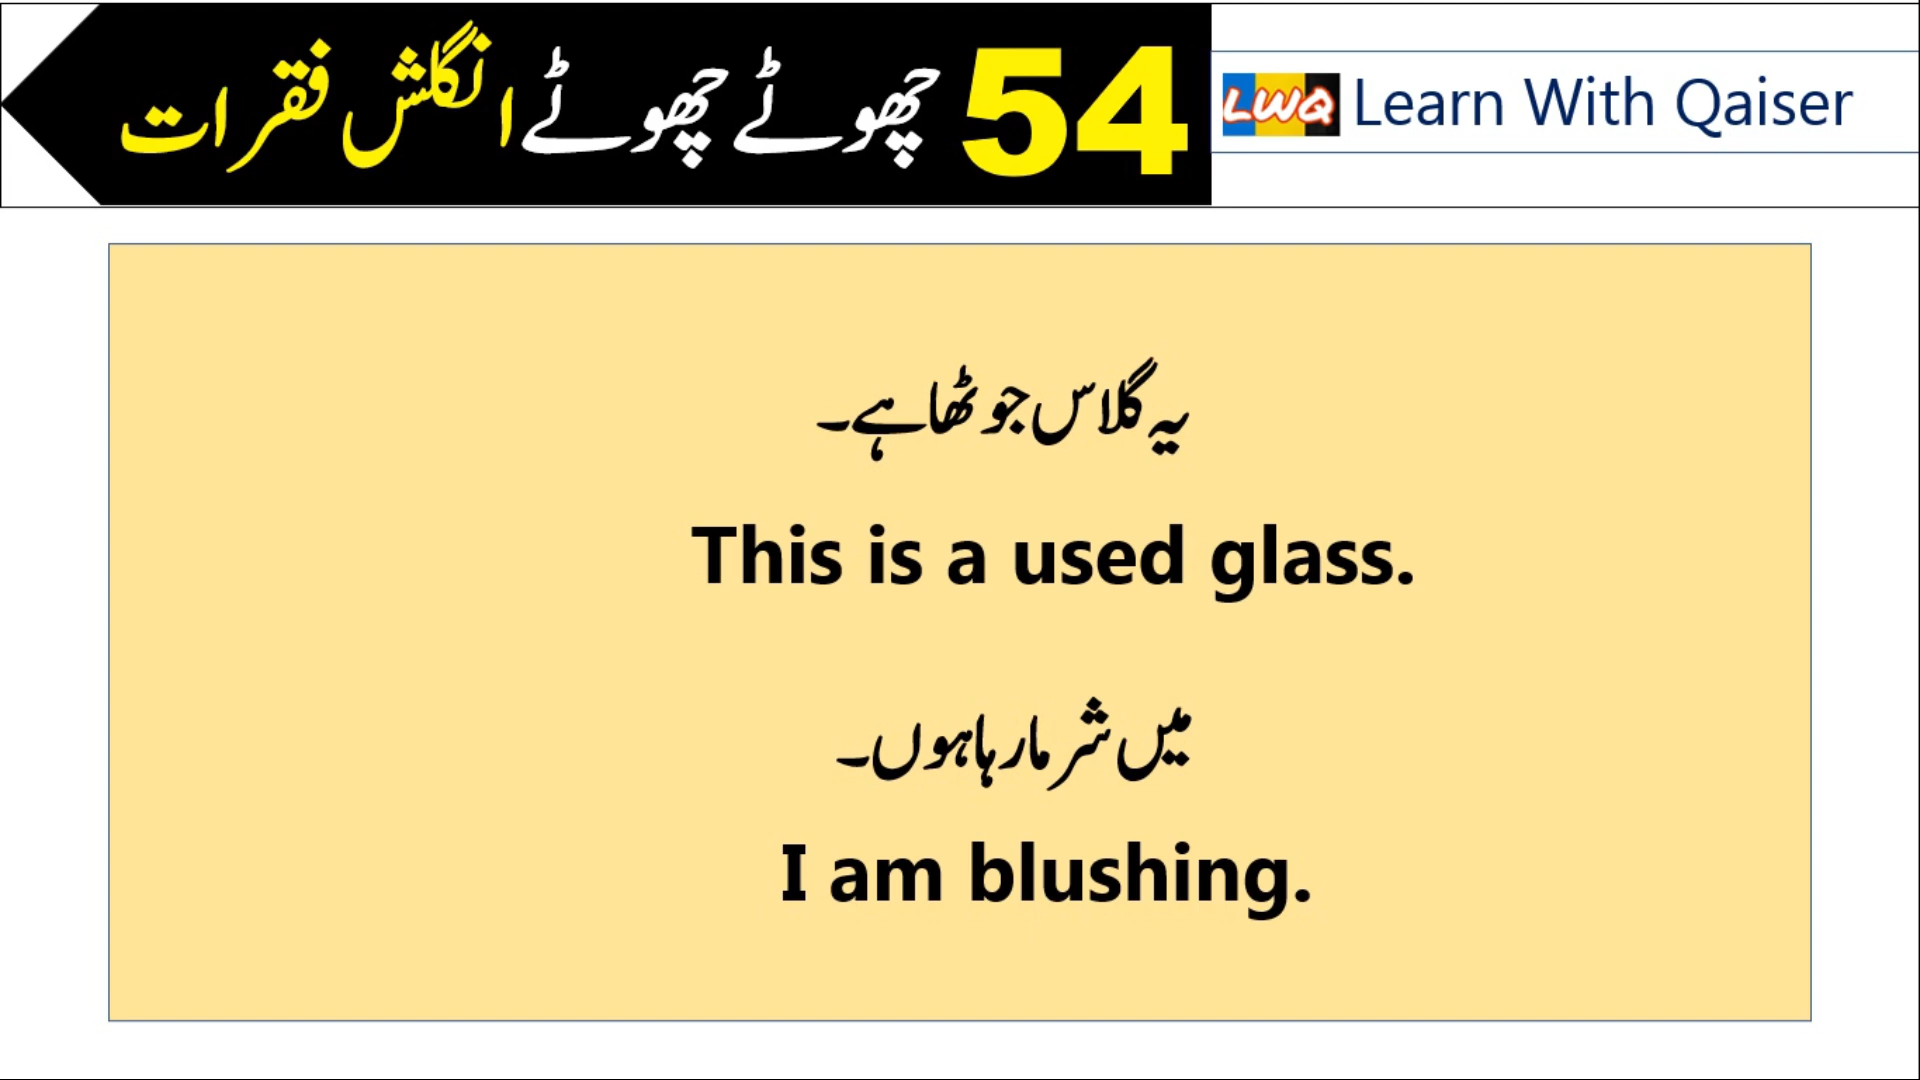 54 چھوٹے چھوٹے انگلش فقرات
LWQ Learn With Qaiser
یہ گلاس جوٹھا ہے۔
This is a used glass.
میں شرما رہا ہوں۔
I am blushing.